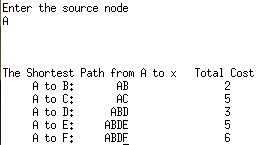 Enter the source node
A
The Shortest Path from A to x Total Cost
A to B: AB 2
A to C: AC 5
A to D: ABD 3
A to E: ABDE 5
A to F: ABDF 6